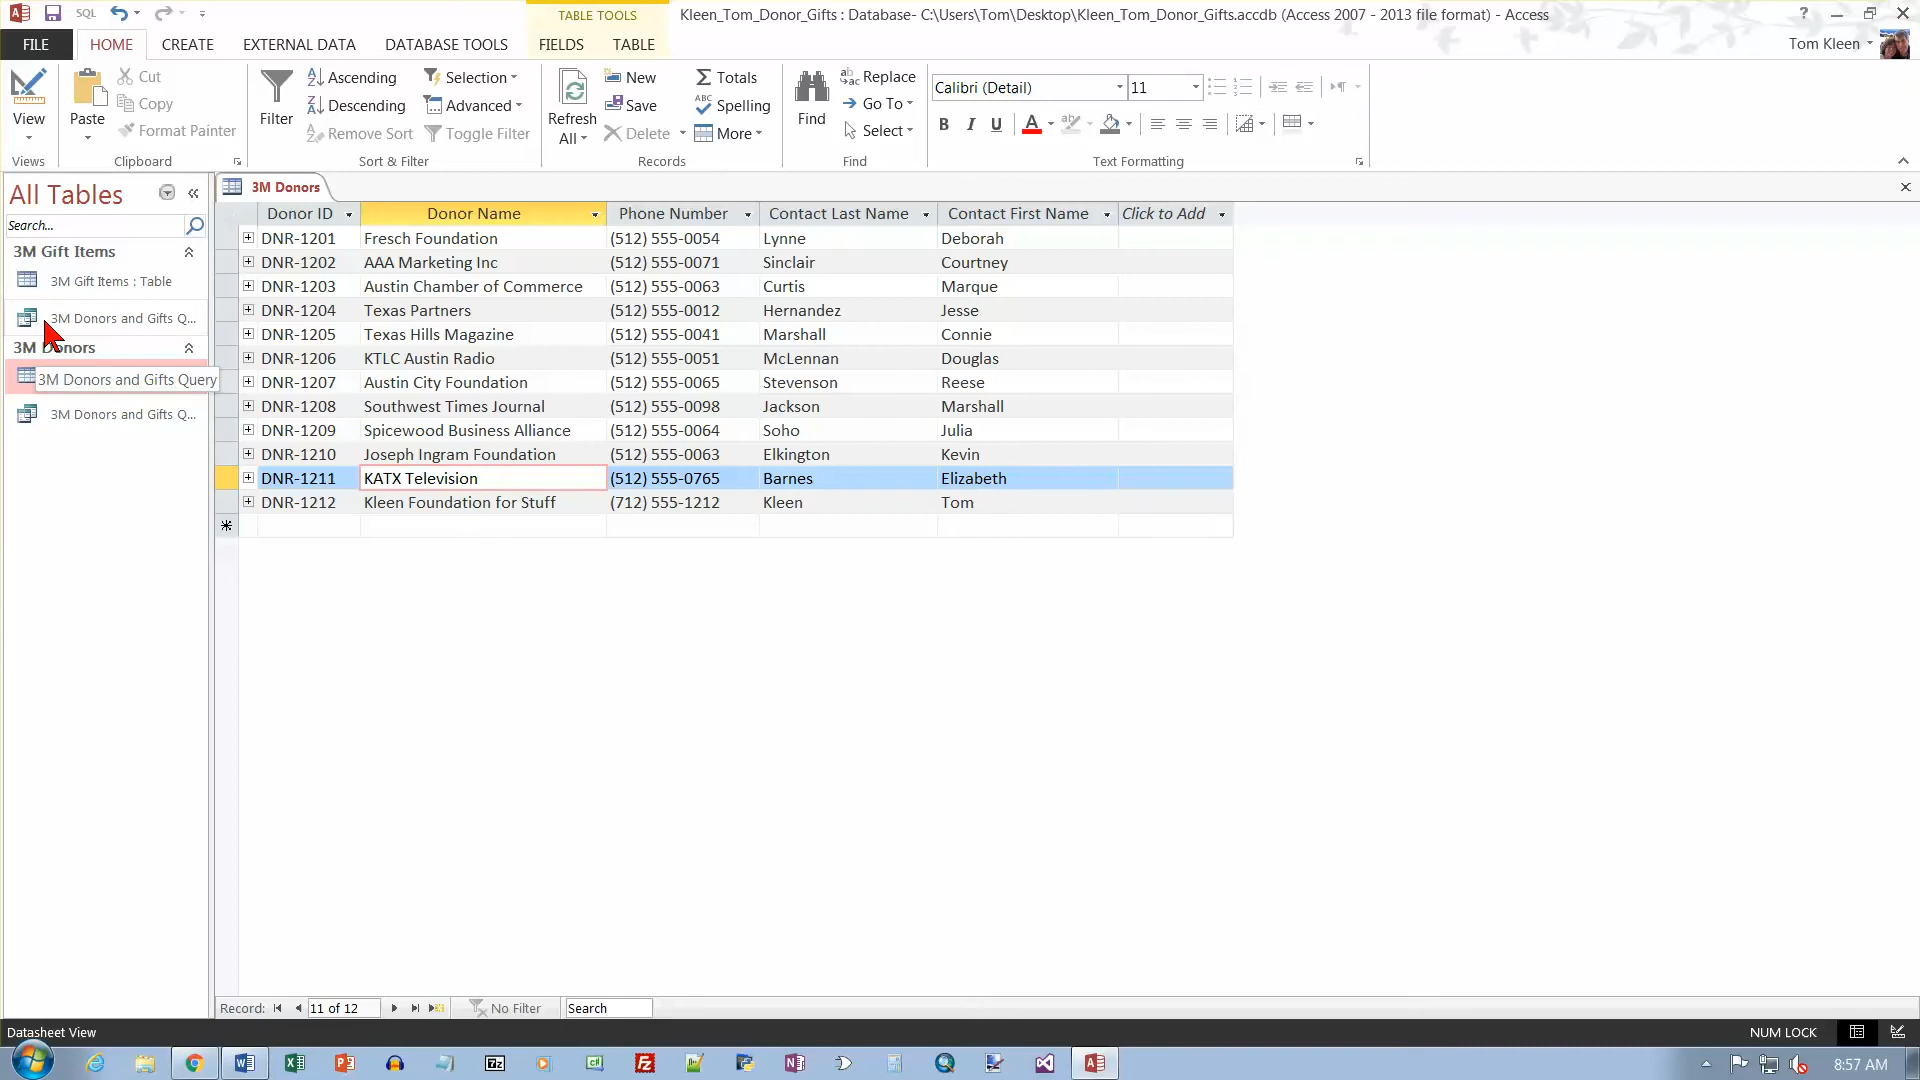 SQL
TABLE TOOLS
Kleen_Tom_Donor_Gifts : Database- C:\Users\Tom\Desktop\Kleen_Tom_Donor_Gifts.accdb (Access 2007 - 2013 file format) - Access
?
FILE HOME CREATE EXTERNAL DATA DATABASE TOOLS FIELDS TABLE
Tom Kleen
View
Views
Paste
Cut
Copy
Format Painter
Clipboard
Filter
Ascending
Descending
Remove Sort
Selection
Advanced
Toggle Filter
Sort & Filter
Refresh
All
New
Save
Delete
Totals
Spelling
More
Records
Find
Replace
Go To
Select
Find
Calibri (Detail) 11
B I U A
Text Formatting
All Tables
Search...
3M Gift Items
3M Gift Items : Table
3M Donors and Gifts Q...
3M Donors
3M Donors and Gifts Query
3M Donors and Gifts Q...
3M Donors
Donor ID Donor Name Phone Number Contact Last Name Contact First Name Click to Add
DNR-1201 Fresch Foundation (512) 555-0054 Lynne Deborah
DNR-1202 AAA Marketing Inc (512) 555-0071 Sinclair Courtney
DNR-1203 Austin Chamber of Commerce (512) 555-0063 Curtis Marque
DNR-1204 Texas Partners (512) 555-0012 Hernandez Jesse
DNR-1205 Texas Hills Magazine (512) 555-0041 Marshall Connie
DNR-1206 KTLC Austin Radio (512) 555-0051 McLennan Douglas
DNR-1207 Austin City Foundation (512) 555-0065 Stevenson Reese
DNR-1208 Southwest Times Journal (512) 555-0098 Jackson Marshall
DNR-1209 Spicewood Business Alliance (512) 555-0064 Soho Julia
DNR-1210 Joseph Ingram Foundation (512) 555-0063 Elkington Kevin
DNR-1211 KATX Television (512) 555-0765 Barnes Elizabeth
DNR-1212 Kleen Foundation for Stuff (712) 555-1212 Kleen Tom
Record: 11 of 12 No Filter Search
Datasheet View
NUM LOCK
8:57 AM